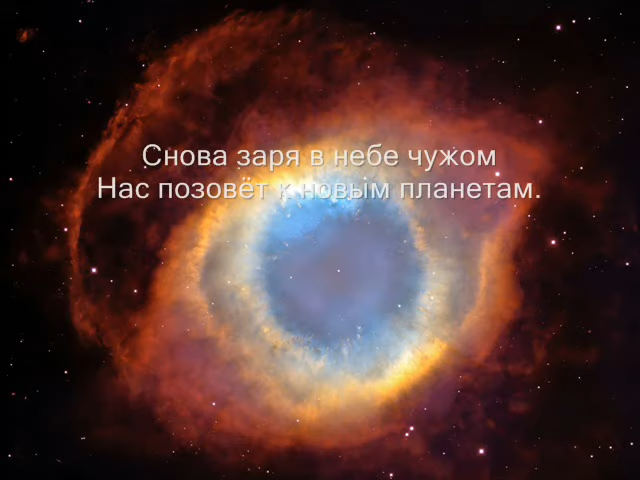 Снова заря в небе чужом
Нас позовёт к новым планетам.